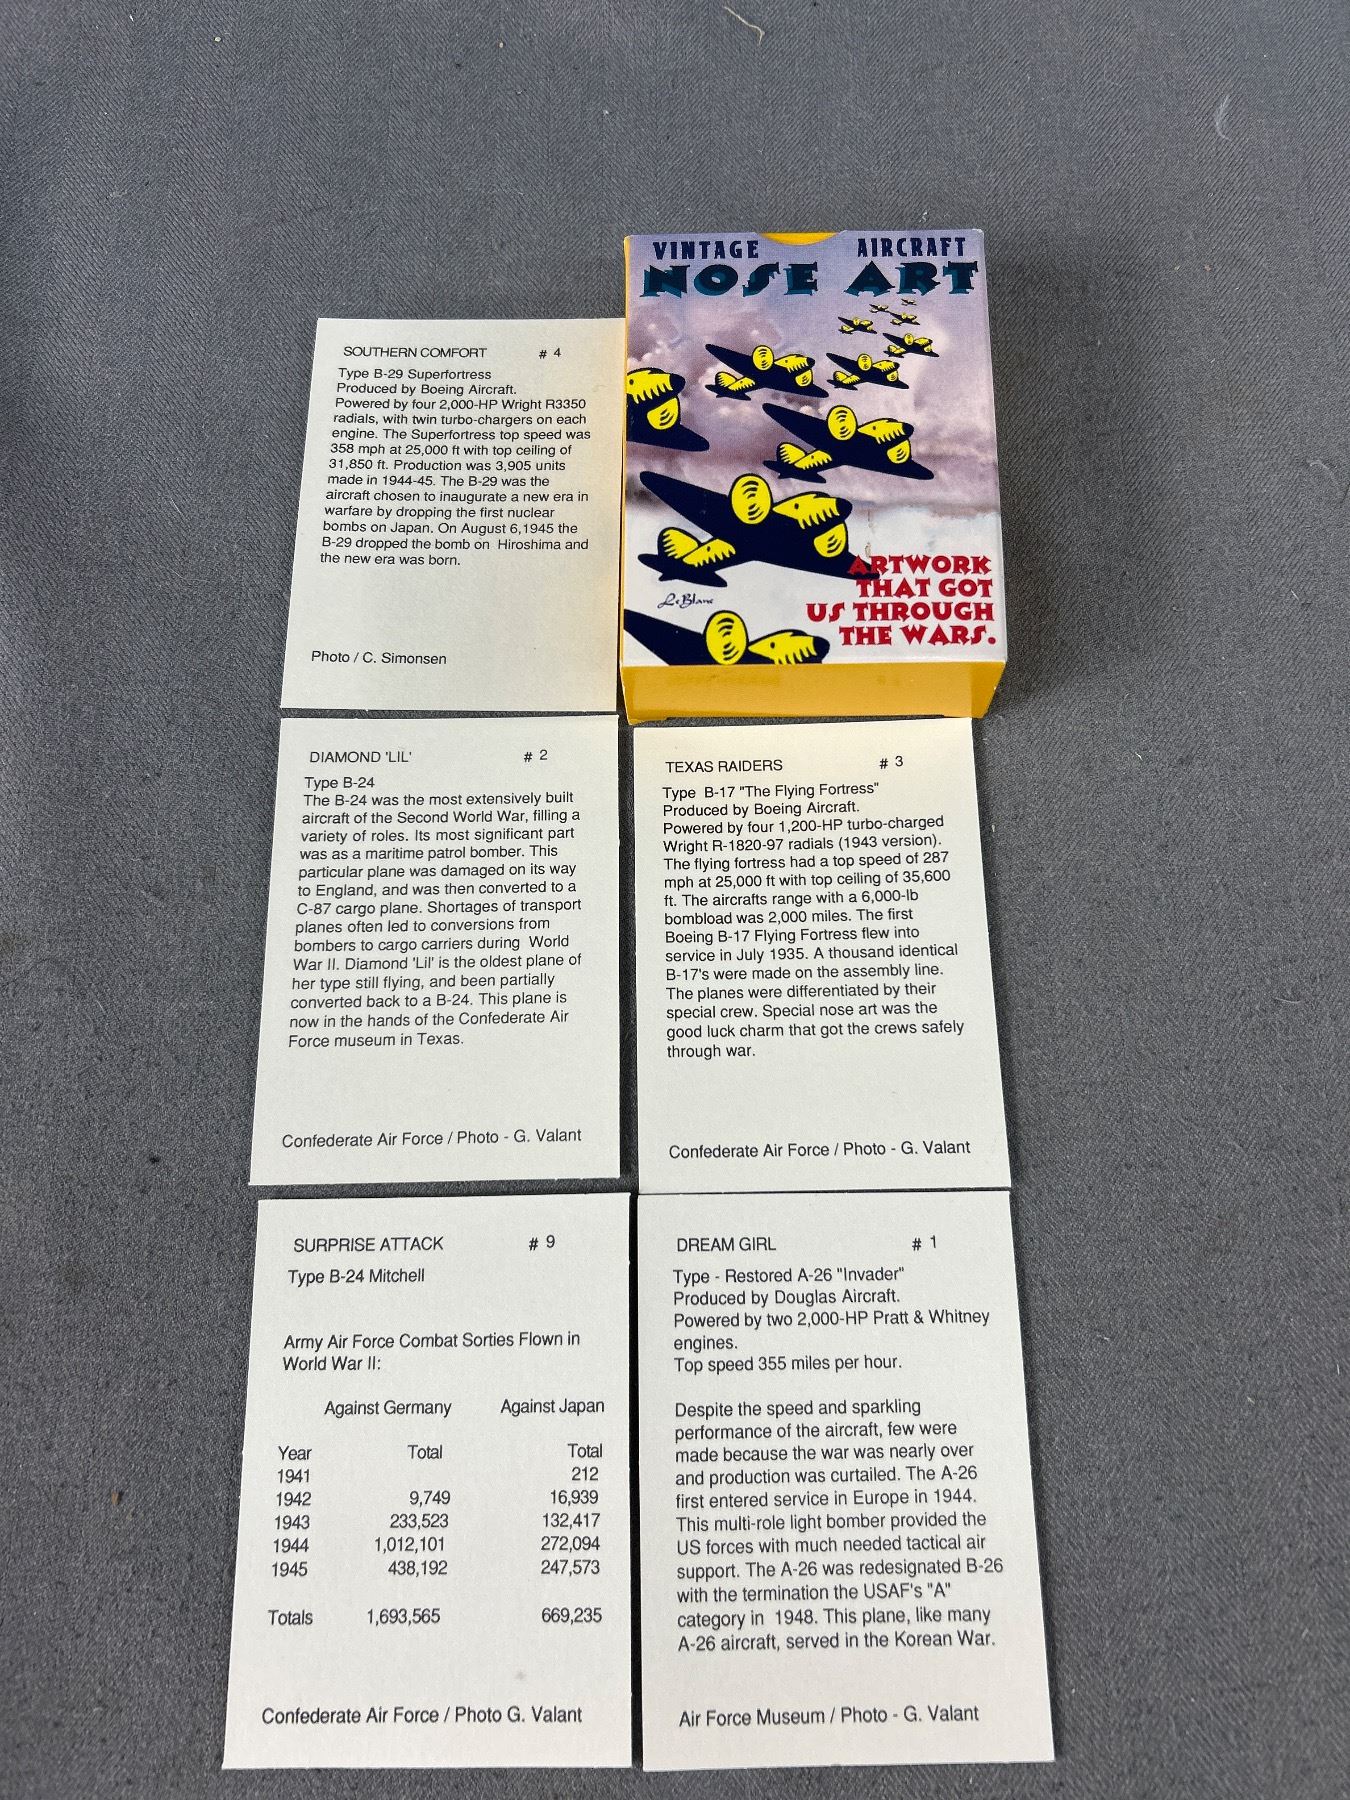 VINTAGE AIRCRAFT
NOSE ART
LeBlanc
ARTWORK
THAT GOT
US THROUGH
THE WARS.
SOUTHERN COMFORT # 4
Type B-29 Superfortress
Produced by Boeing Aircraft.
Powered by four 2,000-HP Wright R3350
radials, with twin turbo-chargers on each
engine. The Superfortress top speed was
358 mph at 25,000 ft with top ceiling of
31,850 ft. Production was 3,905 units
made in 1944-45. The B-29 was the
aircraft chosen to inaugurate a new era in
warfare by dropping the first nuclear
bombs on Japan. On August 6,1945 the
B-29 dropped the bomb on Hiroshima and
the new era was born.
Photo / C. Simonsen
DIAMOND 'LIL' # 2
Type B-24
The B-24 was the most extensively built
aircraft of the Second World War, filling a
variety of roles. Its most significant part
was as a maritime patrol bomber. This
particular plane was damaged on its way
to England, and was then converted to a
C-87 cargo plane. Shortages of transport
planes often led to conversions from
bombers to cargo carriers during World
War II. Diamond 'Lil' is the oldest plane of
her type still flying, and been partially
converted back to a B-24. This plane is
now in the hands of the Confederate Air
Force museum in Texas.
Confederate Air Force / Photo - G. Valant
TEXAS RAIDERS # 3
Type B-17 "The Flying Fortress"
Produced by Boeing Aircraft.
Powered by four 1,200-HP turbo-charged
Wright R-1820-97 radials (1943 version).
The flying fortress had a top speed of 287
mph at 25,000 ft with top ceiling of 35,600
ft. The aircrafts range with a 6,000-lb
bombload was 2,000 miles. The first
Boeing B-17 Flying Fortress flew into
service in July 1935. A thousand identical
B-17's were made on the assembly line.
The planes were differentiated by their
special crew. Special nose art was the
good luck charm that got the crews safely
through war.
Confederate Air Force / Photo - G. Valant
SURPRISE ATTACK # 9
Type B-24 Mitchell
Army Air Force Combat Sorties Flown in
World War II:
Against Germany Against Japan
Year Total Total
1941 212
1942 9,749 16,939
1943 233,523 132,417
1944 1,012,101 272,094
1945 438,192 247,573
Totals 1,693,565 669,235
Confederate Air Force / Photo G. Valant
DREAM GIRL # 1
Type - Restored A-26 "Invader"
Produced by Douglas Aircraft.
Powered by two 2,000-HP Pratt & Whitney
engines.
Top speed 355 miles per hour.
Despite the speed and sparkling
performance of the aircraft, few were
made because the war was nearly over
and production was curtailed. The A-26
first entered service in Europe in 1944.
This multi-role light bomber provided the
US forces with much needed tactical air
support. The A-26 was redesignated B-26
with the termination the USAF's "A"
category in 1948. This plane, like many
A-26 aircraft, served in the Korean War.
Air Force Museum / Photo - G. Valant